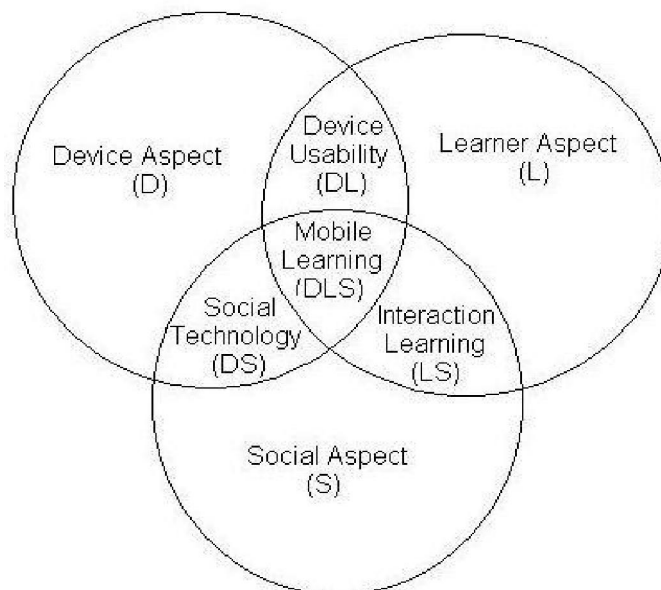 Device Aspect
(D)
Device
Usability
(DL)
Learner Aspect
(L)
Mobile
Learning
(DLS)
Social
Technology
(DS)
Interaction
Learning
(LS)
Social Aspect
(S)